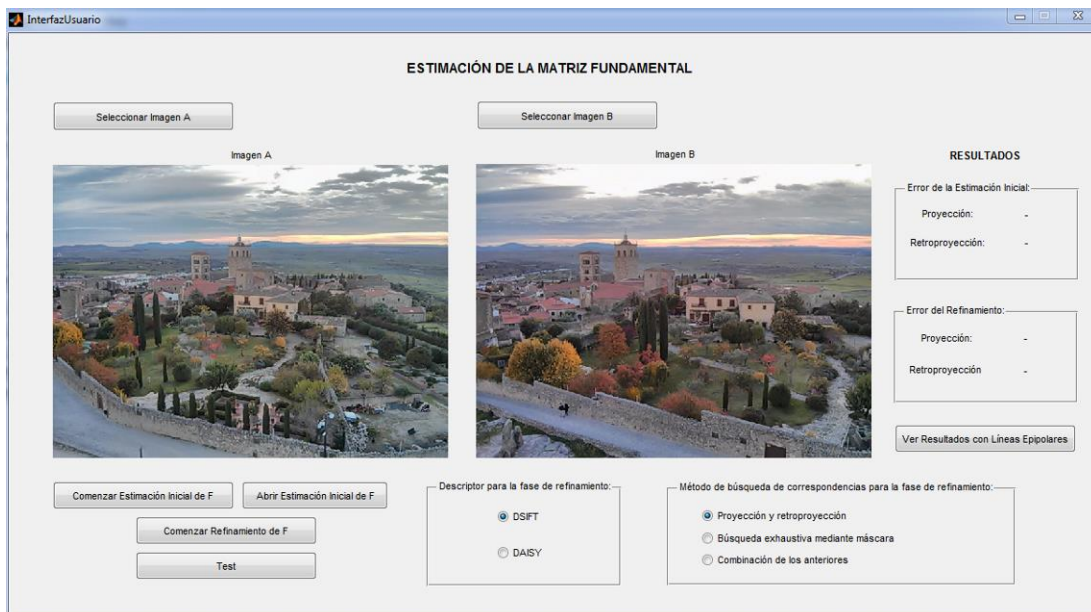 InterfazUsuario
ESTIMACIÓN DE LA MATRIZ FUNDAMENTAL
Seleccionar Imagen A
Selecconar Imagen B
Imagen A
Imagen B
RESULTADOS
Error de la Estimación Inicial:
Proyección: -
Retroproyección: -
Error del Refinamiento:
Proyección: -
Retroproyección -
Ver Resultados con Líneas Epipolares
Comenzar Estimación Inicial de F
Abrir Estimación Inicial de F
Comenzar Refinamiento de F
Test
Descriptor para la fase de refinamiento:
DSIFT
DAISY
Método de búsqueda de correspondencias para la fase de refinamiento:
Proyección y retroproyección
Búsqueda exhaustiva mediante máscara
Combinación de los anteriores